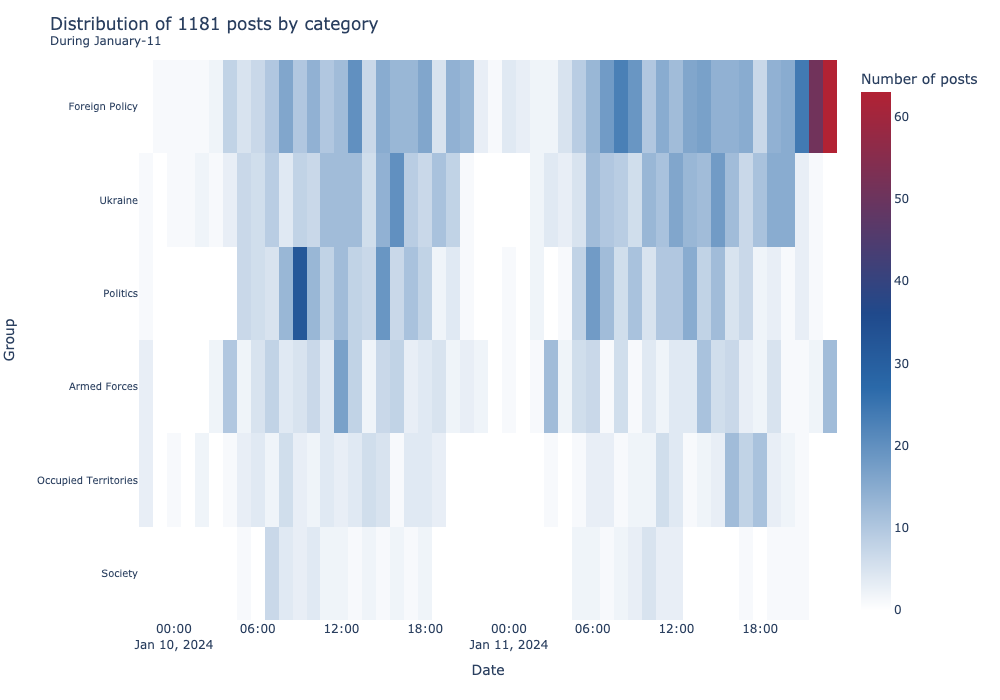 Distribution of 1181 posts by category
During January-11
Number of posts
Foreign Policy
Ukraine
Politics
Armed Forces
Occupied Territories
Society
Group
60
50
40
30
20
10
0
00:00 06:00 12:00 18:00 00:00 06:00 12:00 18:00
Jan 10, 2024 Jan 11, 2024
Date